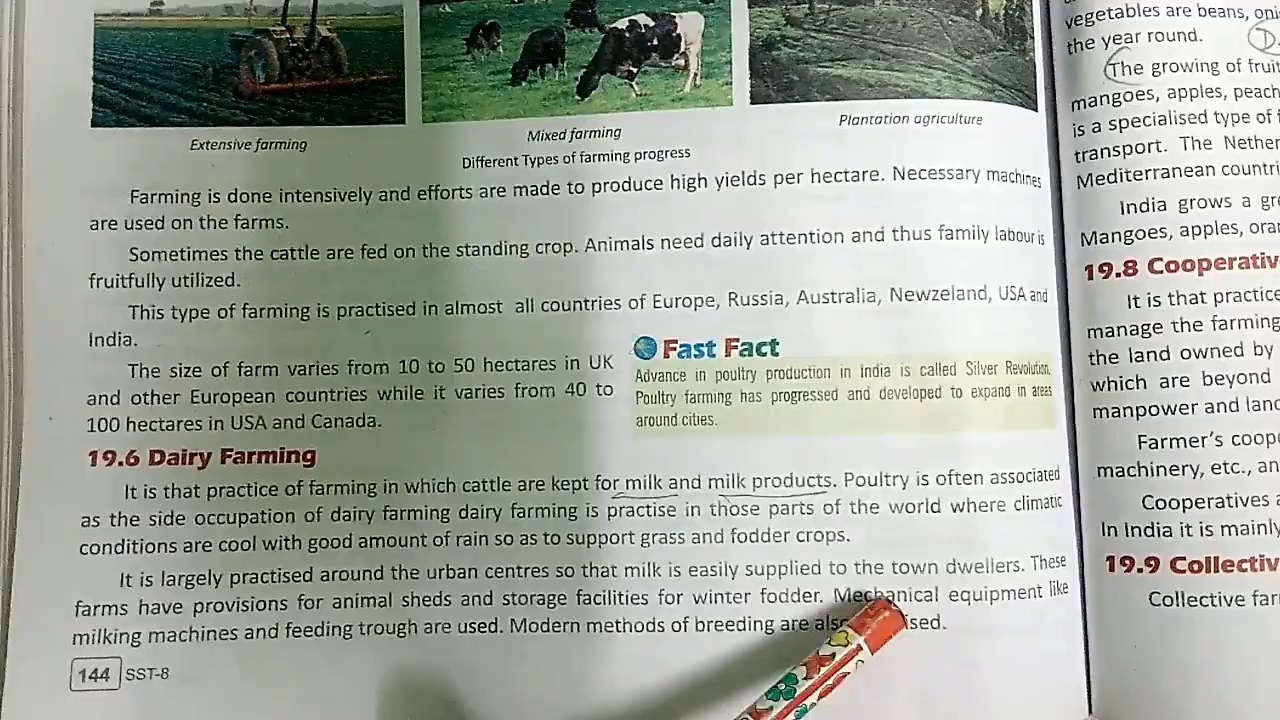 Extensive farming
Mixed farming
Plantation agriculture
Different Types of farming progress
Farming is done intensively and efforts are made to produce high yields per hectare. Necessary machines
are used on the farms.
Sometimes the cattle are fed on the standing crop. Animals need daily attention and thus family labour is
fruitfully utilized.
This type of farming is practised in almost all countries of Europe, Russia, Australia, Newzeland, USA and
India.
The size of farm varies from 10 to 50 hectares in UK
and other European countries while it varies from 40 to
100 hectares in USA and Canada.
Fast Fact
Advance in poultry production in india is called Silver Revolution.
Poultry farming has progressed and developed to expand in areas
around cities.
19.6 Dairy Farming
It is that practice of farming in which cattle are kept for milk and milk products. Poultry is often associated
as the side occupation of dairy farming dairy farming is practise in those parts of the world where climatic
conditions are cool with good amount of rain so as to support grass and fodder crops.
It is largely practised around the urban centres so that milk is easily supplied to the town dwellers. These
farms have provisions for animal sheds and storage facilities for winter fodder. Mechanical equipment like
milking machines and feeding trough are used. Modern methods of breeding are
144 SST-8
vegetables are beans,
the year round.
The growing of
mangoes, apples,
is a specialised type of
transport. The
Mediterranean
India grows a
Mangoes, apples,
19.8
It is that practice
manage the farming
the land owned by
which are beyond
manpower and
Farmer's
machinery, etc.,
Cooperatives
In India it is mainly
19.9
Collective